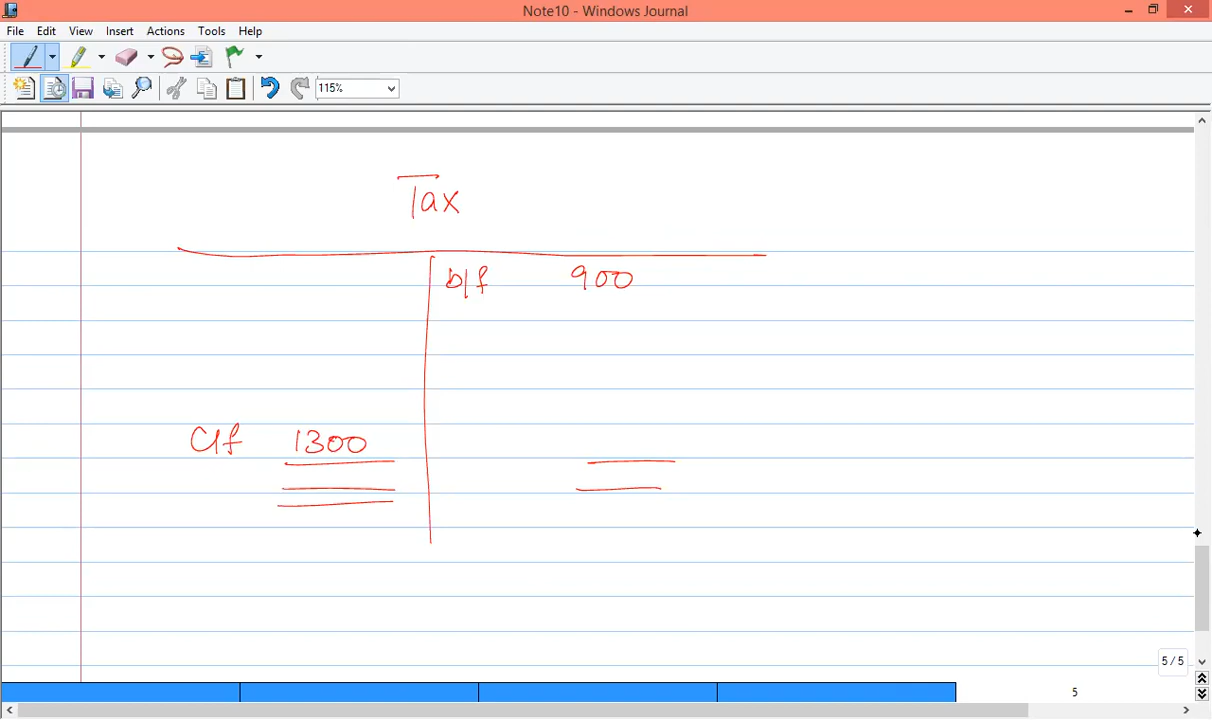 Note10 - Windows Journal
File Edit View Insert Actions Tools Help
115%
Tax
b/f 900
C/f 1300
5 / 5
5